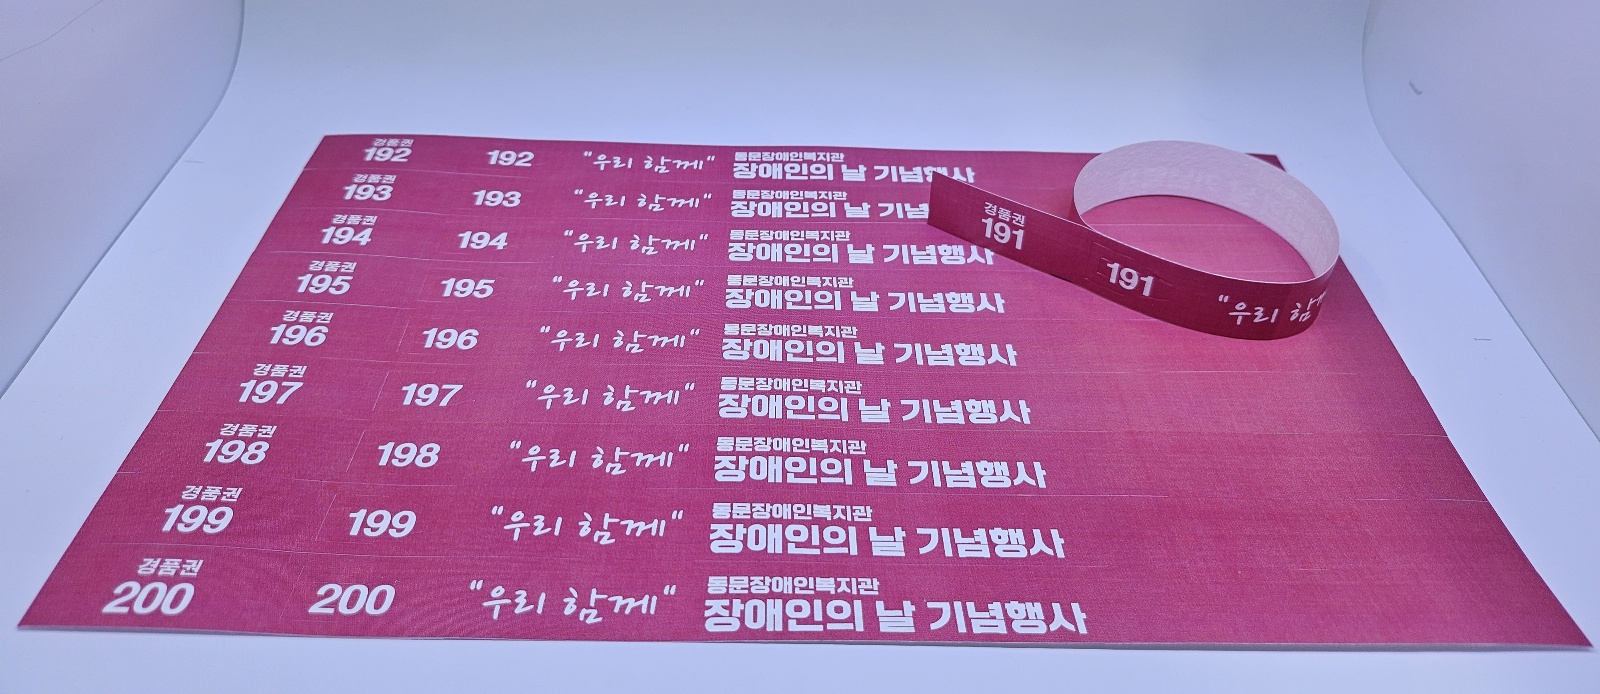 경품권
192 192 "우리 함께" 동문장애인복지관
장애인의 날 기념행사
경품권
193 193 "우리 함께" 동문장애인복지관
장애인의 날 기념
경품권
194 194 "우리 함께" 동문장애인복지관
장애인의 날 기념행사
경품권
195 195 "우리 함께" 동문장애인복지관
장애인의 날 기념행사
경품권
196 196 "우리 함께" 동문장애인복지관
장애인의 날 기념행사
경품권
197 197 "우리 함께" 동문장애인복지관
장애인의 날 기념행사
경품권
198 198 "우리 함께" 동문장애인복지관
장애인의 날 기념행사
경품권
199 199 "우리 함께" 동문장애인복지관
장애인의 날 기념행사
경품권
200 200 "우리 함께" 동문장애인복지관
장애인의 날 기념행사
경품권
191 191 "우리 함